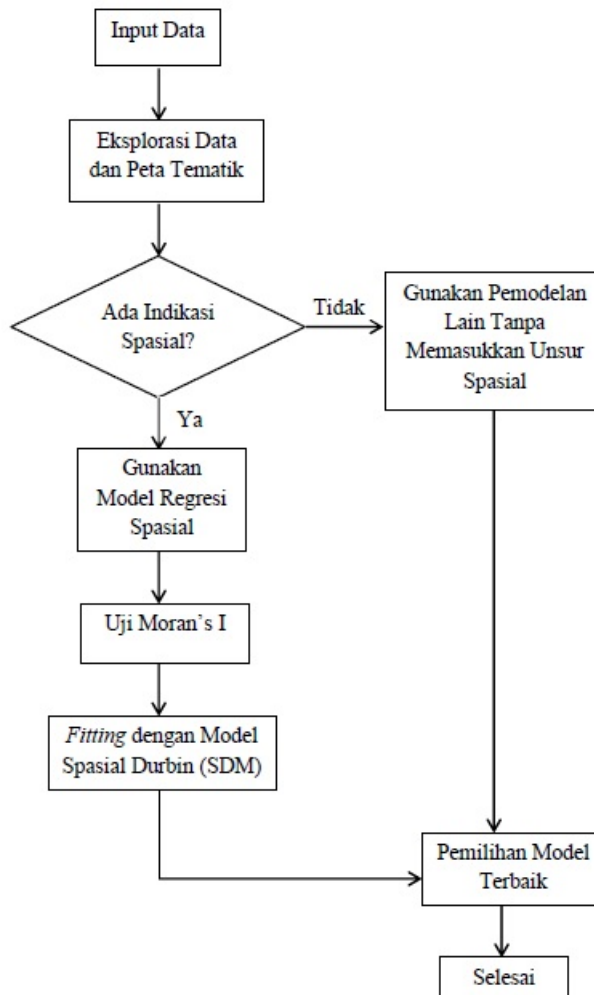 Input Data
Eksplorasi Data
dan Peta Tematik
Ada Indikasi
Spasial?
Tidak
Gunakan Pemodelan
Lain Tanpa
Memasukkan Unsur
Spasial
Ya
Gunakan
Model Regresi
Spasial
Uji Moran’s I
Fitting dengan Model
Spasial Durbin (SDM)
Pemilihan Model
Terbaik
Selesai